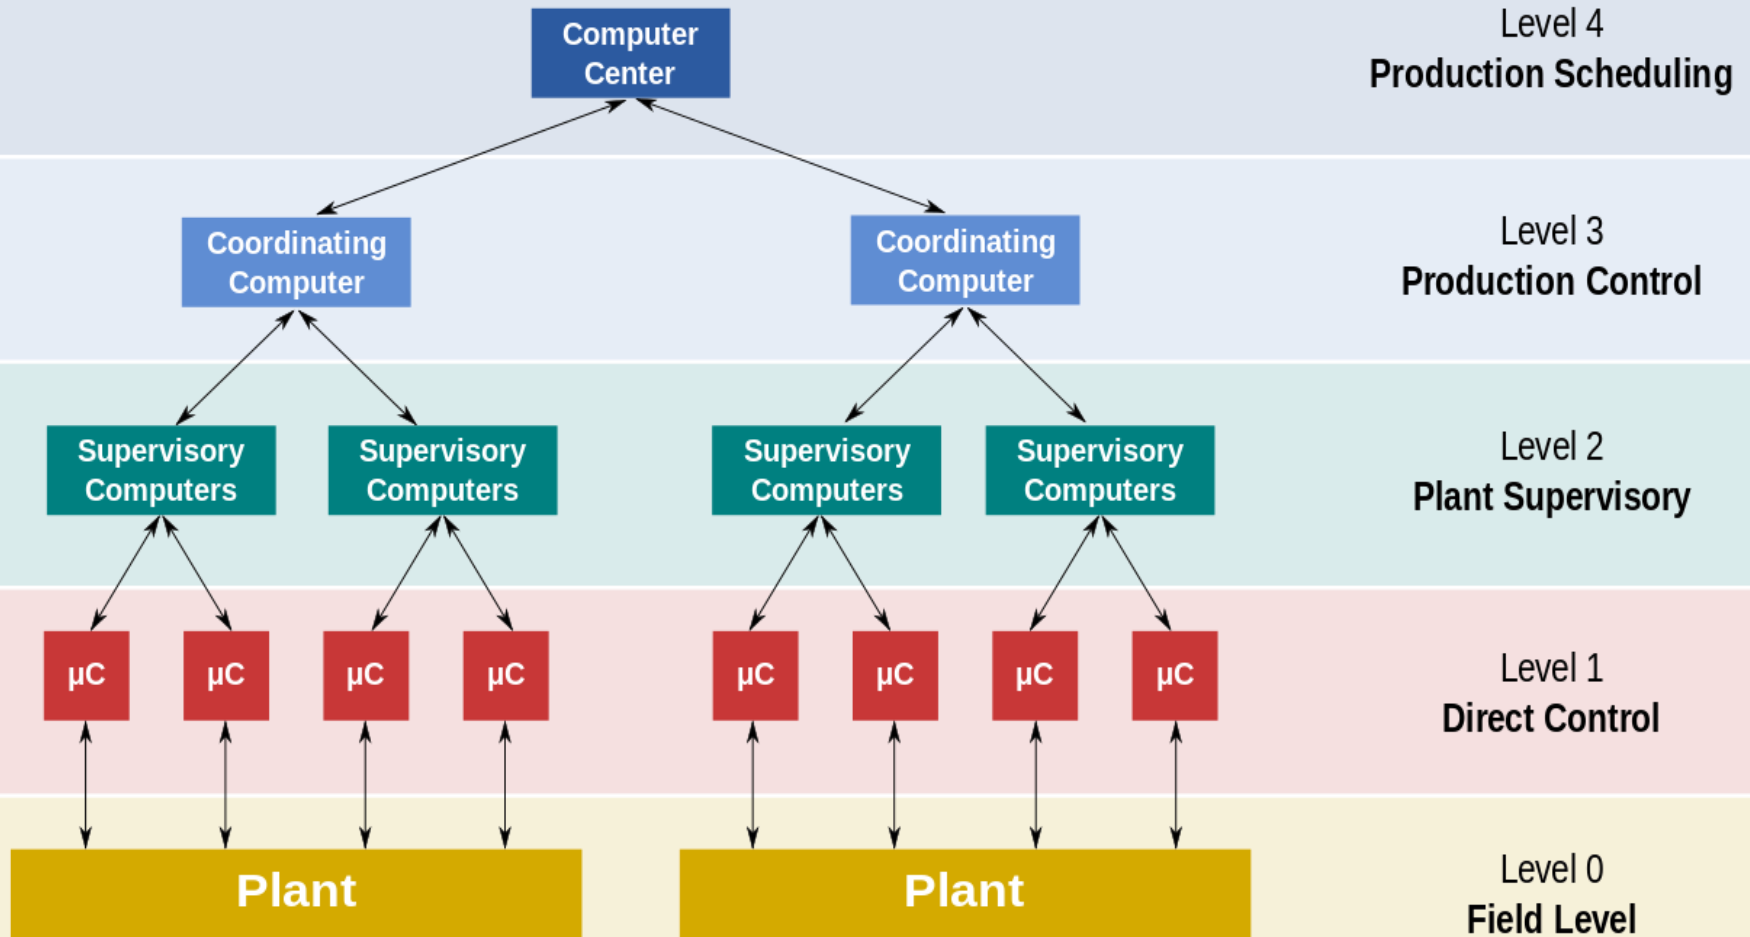 Computer
Center
Level 4
Production Scheduling
Coordinating
Computer
Coordinating
Computer
Level 3
Production Control
Supervisory
Computers
Supervisory
Computers
Supervisory
Computers
Supervisory
Computers
Level 2
Plant Supervisory
µC
µC
µC
µC
µC
µC
µC
µC
Level 1
Direct Control
Plant
Plant
Level 0
Field Level